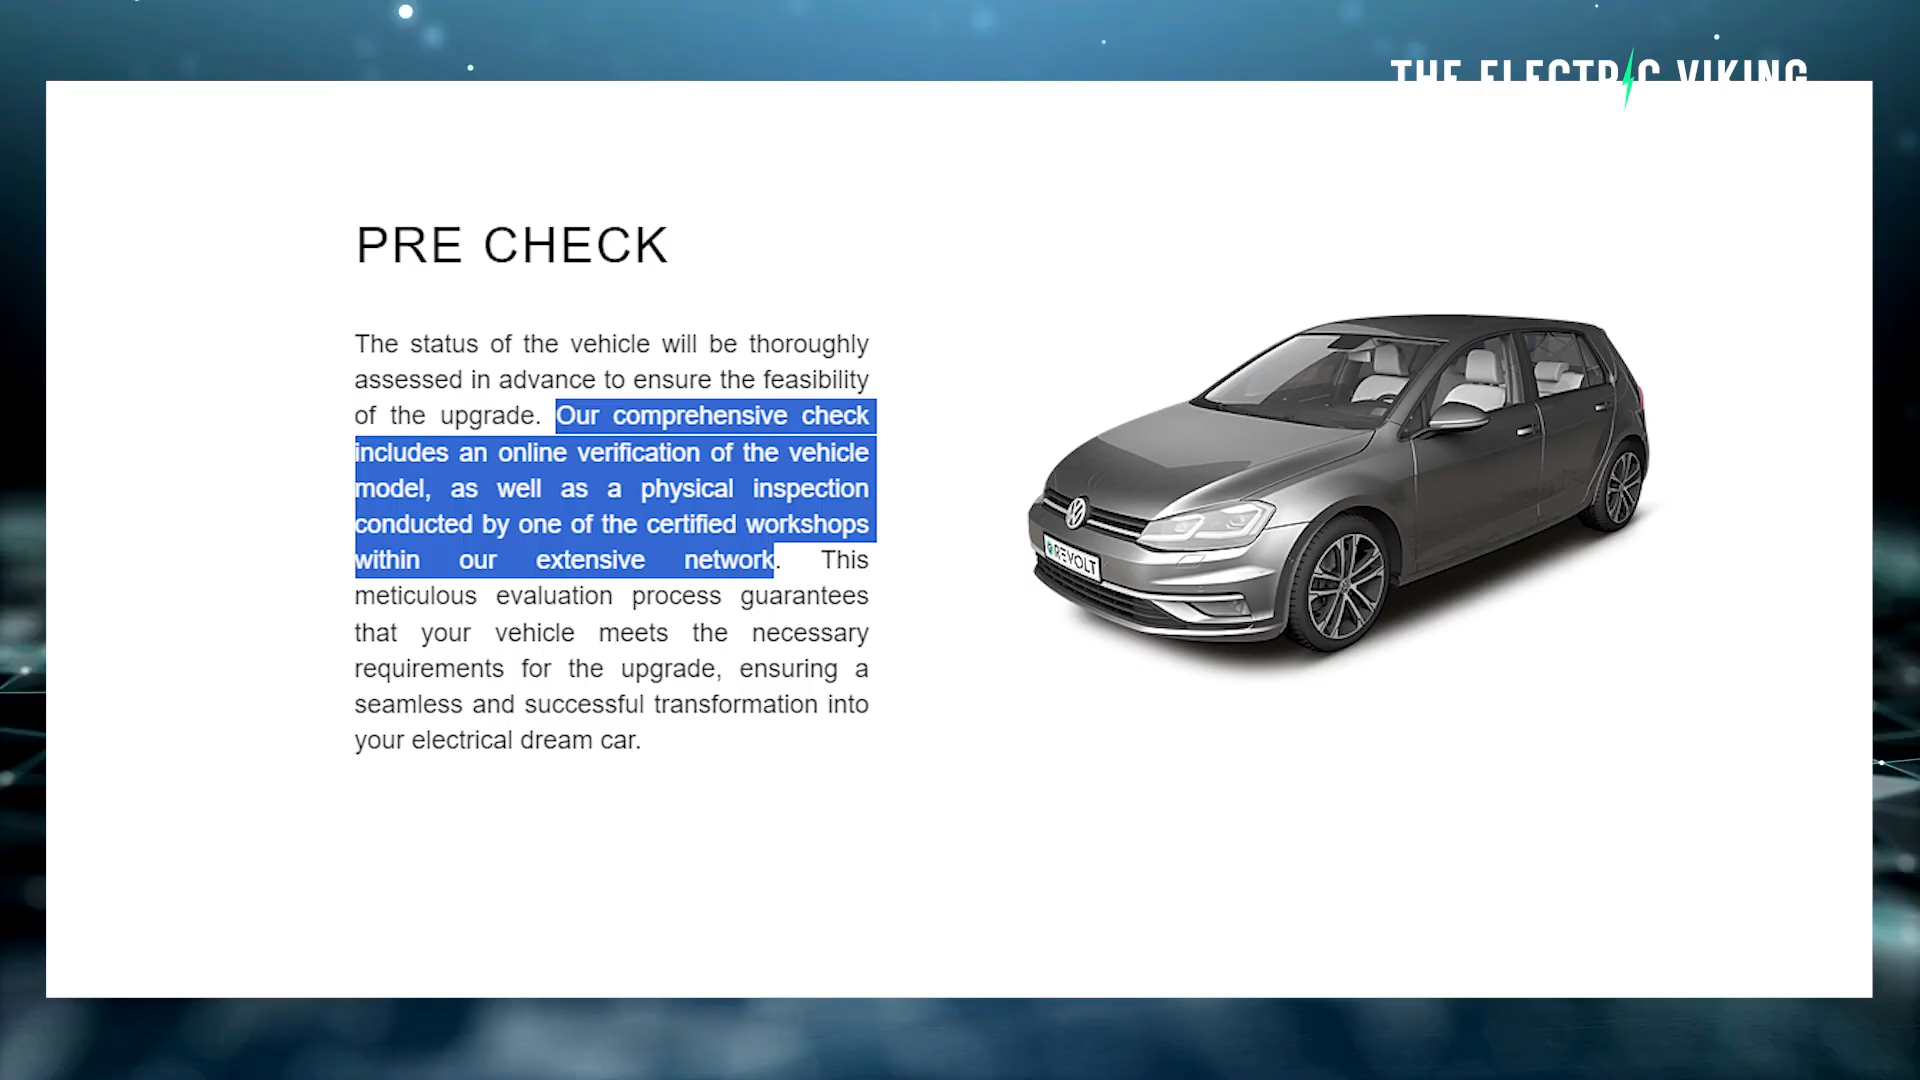 THE ELECTRIC VIKING
PRE CHECK
The status of the vehicle will be thoroughly
assessed in advance to ensure the feasibility
of the upgrade. Our comprehensive check
includes an online verification of the vehicle
model, as well as a physical inspection
conducted by one of the certified workshops
within our extensive network. This
meticulous evaluation process guarantees
that your vehicle meets the necessary
requirements for the upgrade, ensuring a
seamless and successful transformation into
your electrical dream car.
REVOLT